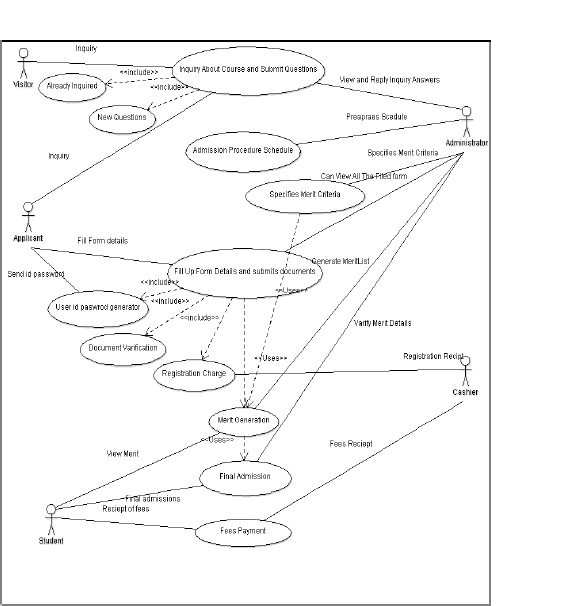 Inquiry
Visitor
<<include>>
Inquiry About Course and Submit Questions
Already Inquired
<<include>>
View and Reply Inquiry Answers
New Questions
Preapraes Scedule
Administrator
Admission Procedure Schedule
Specifies Merit Criteria
Inquiry
Can View All The Filed form
Specifies Merit Criteria
Applicant
Fill Form details
Generate MeritList
Send id password
Fill Up Form Details and submits documents
<<include>>
<<Uses>>
<<include>>
User id paswrod generator
<<include>>
Varify Merit Details
Document Varification
<<Uses>>
Registration Recipt
Registration Charge
Cashier
Merit Generation
<<Uses>>
Fees Reciept
View Merit
Final Admission
Final admissions
Reciept of fees
Student
Fees Payment